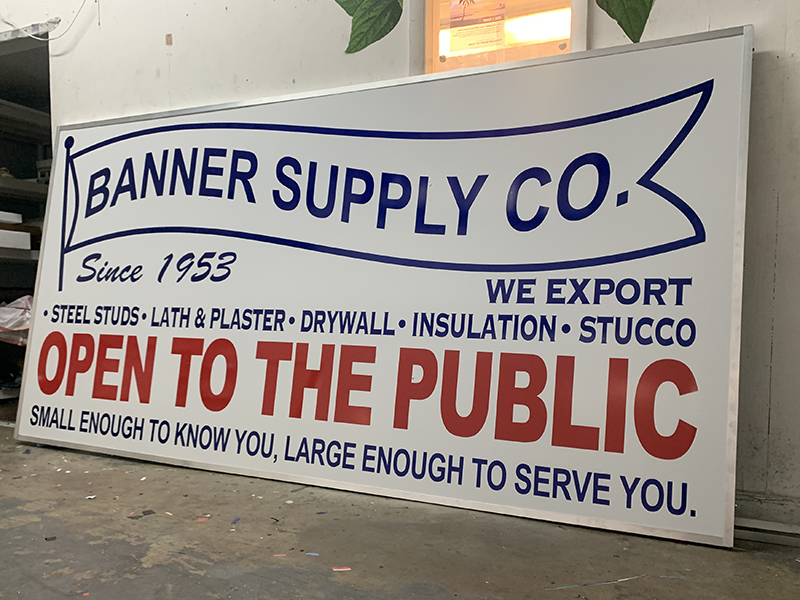 BANNER SUPPLY CO.
Since 1953
WE EXPORT
• STEEL STUDS • LATH & PLASTER • DRYWALL • INSULATION • STUCCO
OPEN TO THE PUBLIC
SMALL ENOUGH TO KNOW YOU, LARGE ENOUGH TO SERVE YOU.